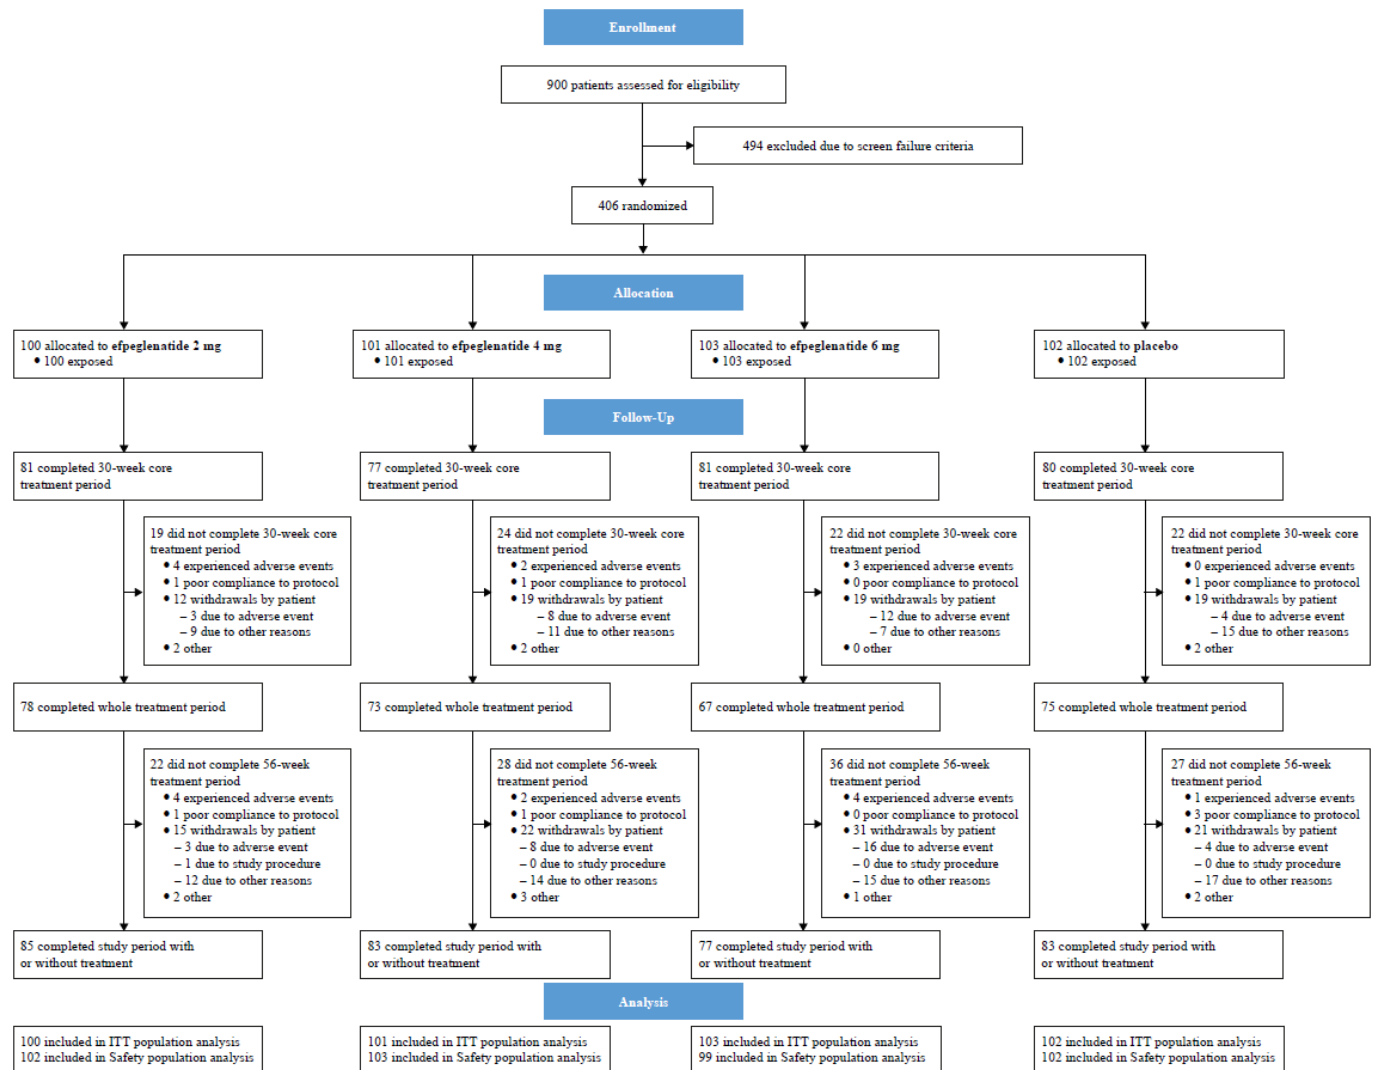 Enrollment
900 patients assessed for eligibility
494 excluded due to screen failure criteria
406 randomized
Allocation
100 allocated to efpeglenatide 2 mg
• 100 exposed
101 allocated to efpeglenatide 4 mg
• 101 exposed
103 allocated to efpeglenatide 6 mg
• 103 exposed
102 allocated to placebo
• 102 exposed
Follow-Up
81 completed 30-week core
treatment period
77 completed 30-week core
treatment period
81 completed 30-week core
treatment period
80 completed 30-week core
treatment period
19 did not complete 30-week core
treatment period
• 4 experienced adverse events
• 1 poor compliance to protocol
• 12 withdrawals by patient
– 3 due to adverse event
– 9 due to other reasons
• 2 other
24 did not complete 30-week core
treatment period
• 2 experienced adverse events
• 1 poor compliance to protocol
• 19 withdrawals by patient
– 8 due to adverse event
– 11 due to other reasons
• 2 other
22 did not complete 30-week core
treatment period
• 3 experienced adverse events
• 0 poor compliance to protocol
• 19 withdrawals by patient
– 12 due to adverse event
– 7 due to other reasons
• 0 other
22 did not complete 30-week core
treatment period
• 0 experienced adverse events
• 1 poor compliance to protocol
• 19 withdrawals by patient
– 4 due to adverse event
– 15 due to other reasons
• 2 other
78 completed whole treatment period
73 completed whole treatment period
67 completed whole treatment period
75 completed whole treatment period
22 did not complete 56-week
treatment period
• 4 experienced adverse events
• 1 poor compliance to protocol
• 15 withdrawals by patient
– 3 due to adverse event
– 1 due to study procedure
– 12 due to other reasons
• 2 other
28 did not complete 56-week
treatment period
• 2 experienced adverse events
• 1 poor compliance to protocol
• 22 withdrawals by patient
– 8 due to adverse event
– 0 due to study procedure
– 14 due to other reasons
• 3 other
36 did not complete 56-week
treatment period
• 4 experienced adverse events
• 0 poor compliance to protocol
• 31 withdrawals by patient
– 16 due to adverse event
– 0 due to study procedure
– 15 due to other reasons
• 1 other
27 did not complete 56-week
treatment period
• 1 experienced adverse events
• 3 poor compliance to protocol
• 21 withdrawals by patient
– 4 due to adverse event
– 0 due to study procedure
– 17 due to other reasons
• 2 other
85 completed study period with
or without treatment
83 completed study period with
or without treatment
77 completed study period with
or without treatment
83 completed study period with
or without treatment
Analysis
100 included in ITT population analysis
102 included in Safety population analysis
101 included in ITT population analysis
103 included in Safety population analysis
103 included in ITT population analysis
99 included in Safety population analysis
102 included in ITT population analysis
102 included in Safety population analysis